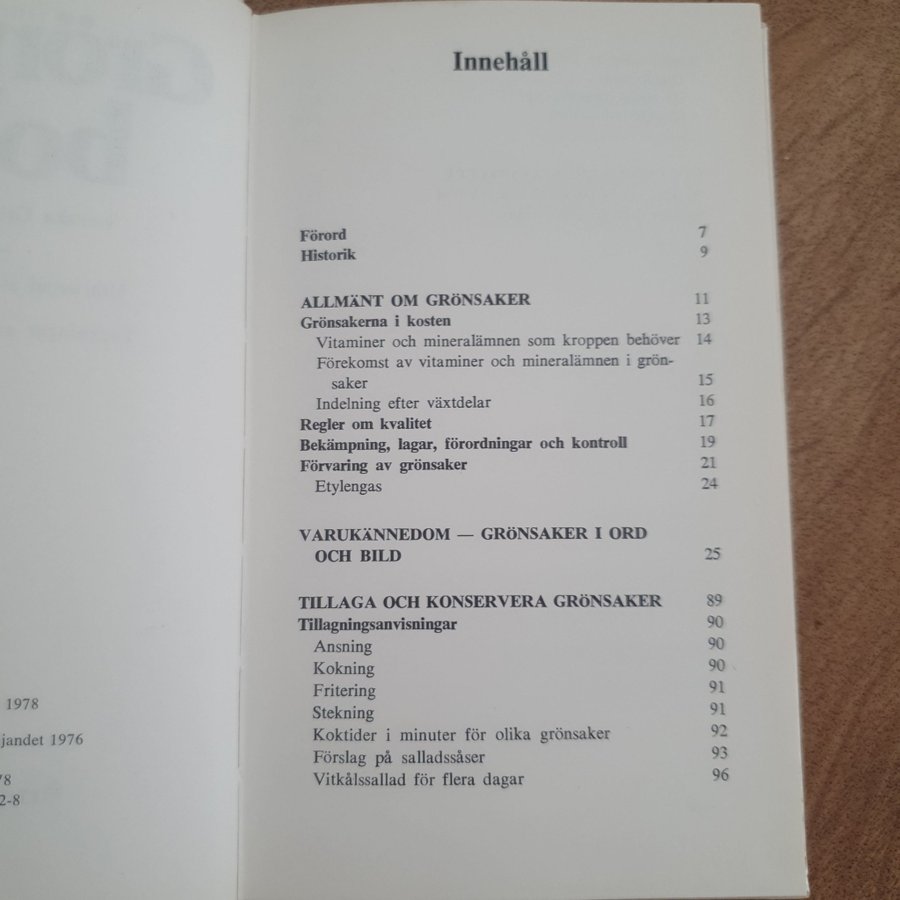 1978
jandet 1976
78
2-8
Innehåll
Förord 7
Historik 9
ALLMÄNT OM GRÖNSAKER 11
Grönsakerna i kosten 13
Vitaminer och mineralämnen som kroppen behöver 14
Förekomst av vitaminer och mineralämnen i grön-
saker 15
Indelning efter växtdelar 16
Regler om kvalitet 17
Bekämpning, lagar, förordningar och kontroll 19
Förvaring av grönsaker 21
Etylengas 24
VARUKÄNNEDOM — GRÖNSAKER I ORD
OCH BILD 25
TILLAGA OCH KONSERVERA GRÖNSAKER 89
Tillagningsanvisningar 90
Ansning 90
Kokning 90
Fritering 91
Stekning 91
Koktider i minuter för olika grönsaker 92
Förslag på salladssåser 93
Vitkålssallad för flera dagar 96